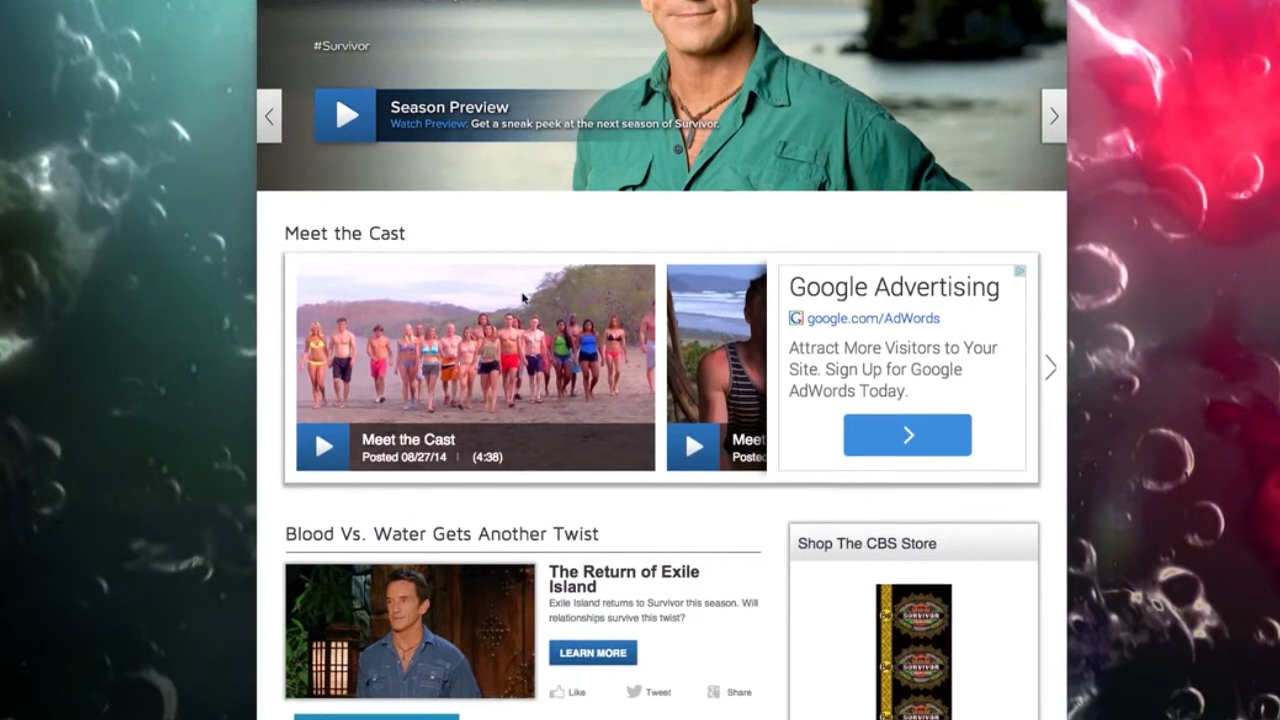 #Survivor
Season Preview
Watch Preview: Get a sneak peek at the next season of Survivor.
Meet the Cast
Meet the Cast
Posted 08/27/14 | (4:38)
Meet
Google Advertising
google.com/AdWords
Attract More Visitors to Your
Site. Sign Up for Google
AdWords Today.
Blood Vs. Water Gets Another Twist
The Return of Exile
Island
Exile Island returns to Survivor this season. Will
relationships survive this twist?
LEARN MORE
Like
Tweet
Share
Shop The CBS Store
SURVIVOR
SURVIVOR
SURVIVOR